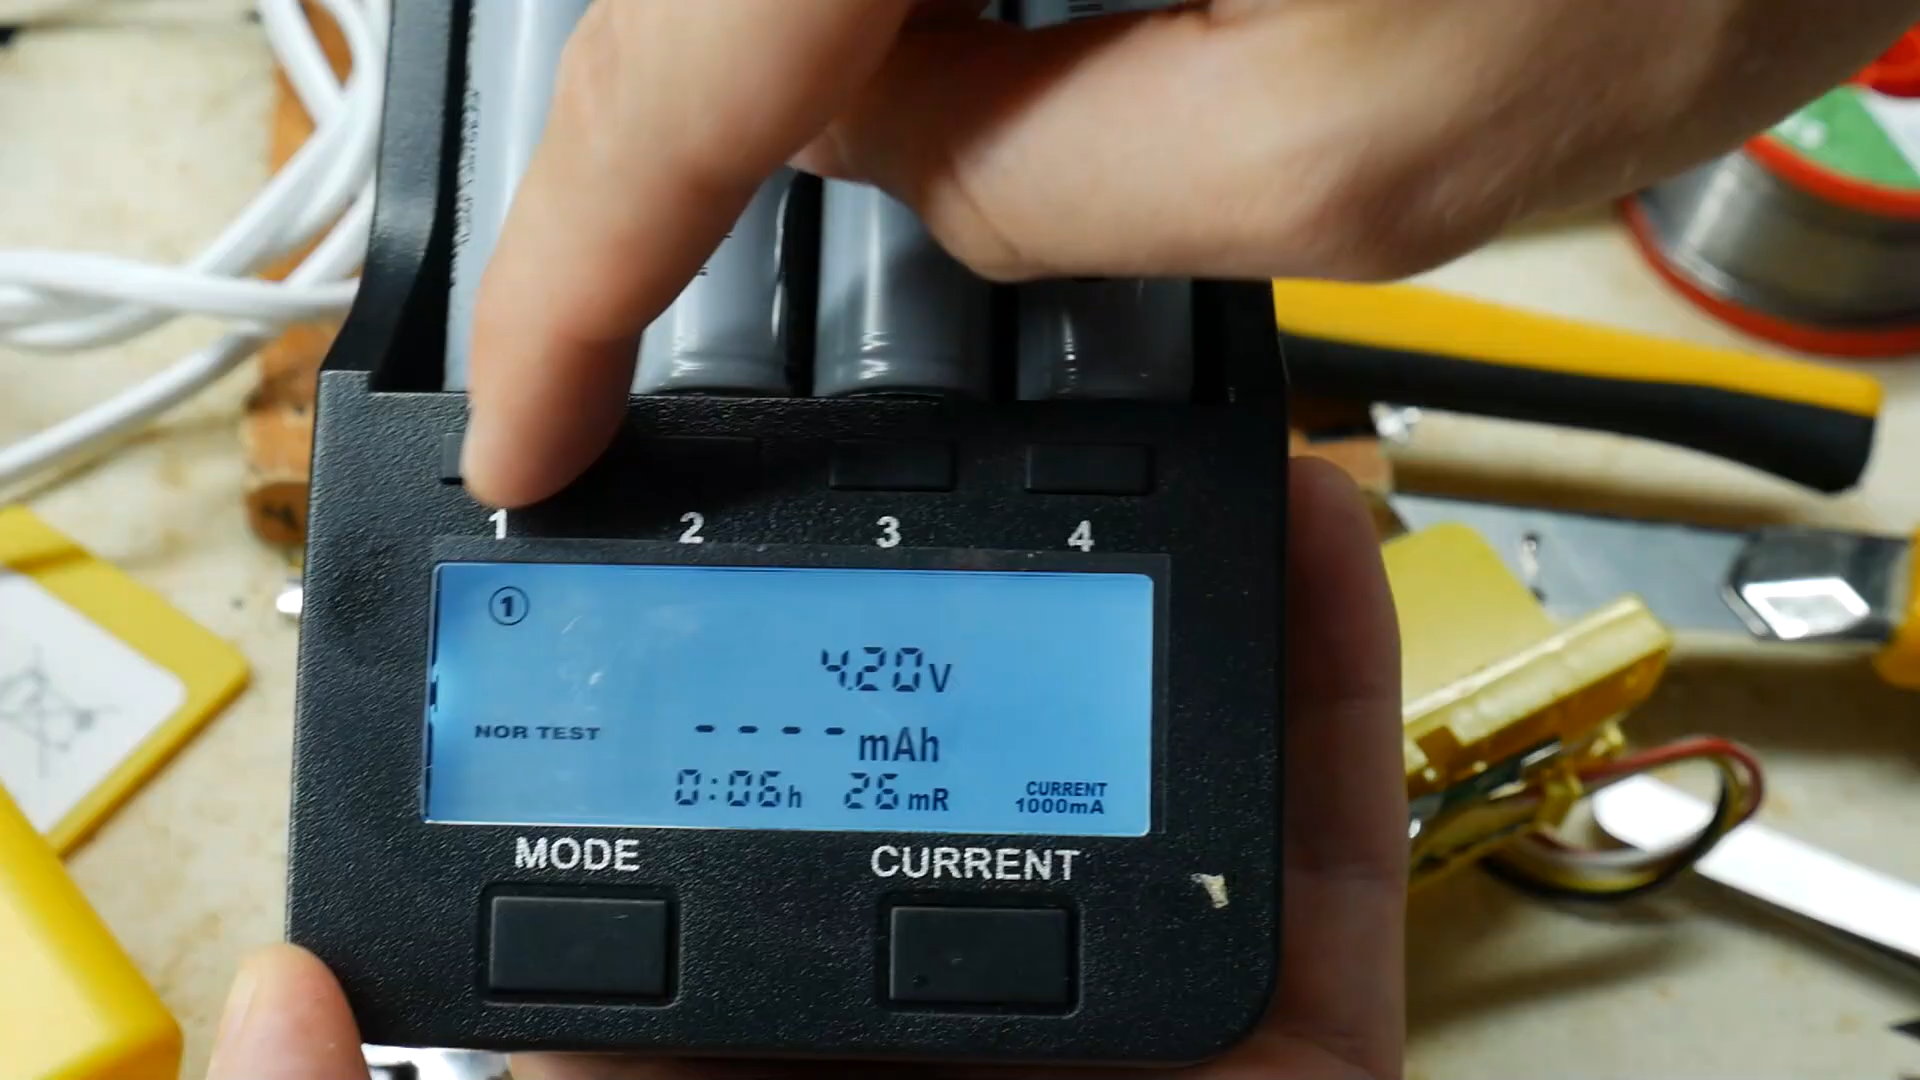 1 2 3 4
①
4.20V
NOR TEST - - - - mAh
0:06h 26mR CURRENT 1000mA
MODE CURRENT